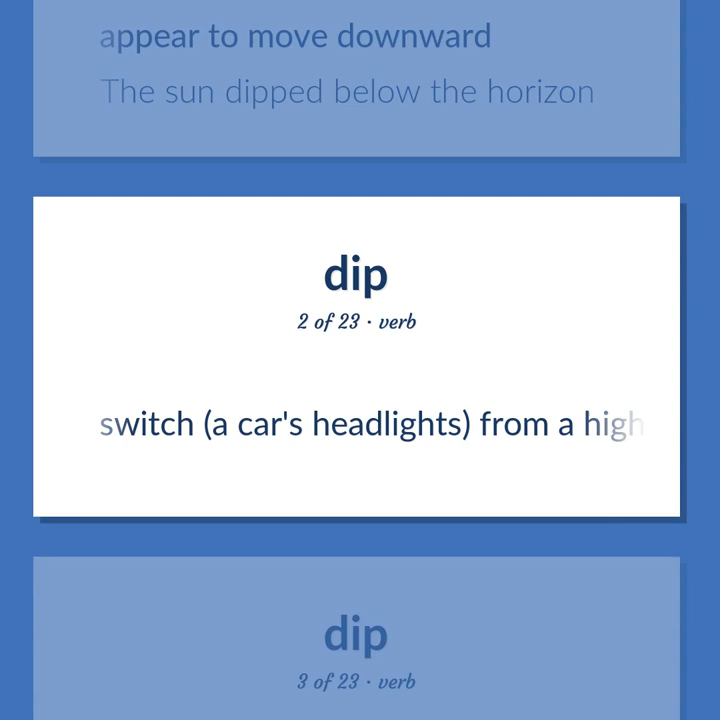 appear to move downward
The sun dipped below the horizon
dip
2 of 23 · verb
switch (a car's headlights) from a high
dip
3 of 23 · verb